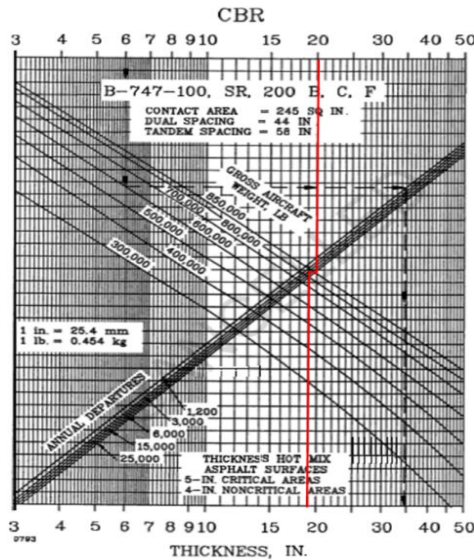 CBR
3 4 5 6 7 8 9 10 15 20 30 40 50
B-747-100, SR, 200 B, C, F
CONTACT AREA = 245 SQ IN.
DUAL SPACING = 44 IN
TANDEM SPACING = 58 IN
GROSS AIRCRAFT
WEIGHT, LB
850,000
800,000
700,000
600,000
500,000
400,000
300,000
1 in. = 25.4 mm
1 lb. = 0.454 kg
ANNUAL DEPARTURES
1,200
3,000
6,000
15,000
25,000
THICKNESS HOT MIX
ASPHALT SURFACES
5-IN. CRITICAL AREAS
4-IN. NONCRITICAL AREAS
3 4 5 6 7 8 9 10 15 20 30 40 50
0793
THICKNESS, IN.